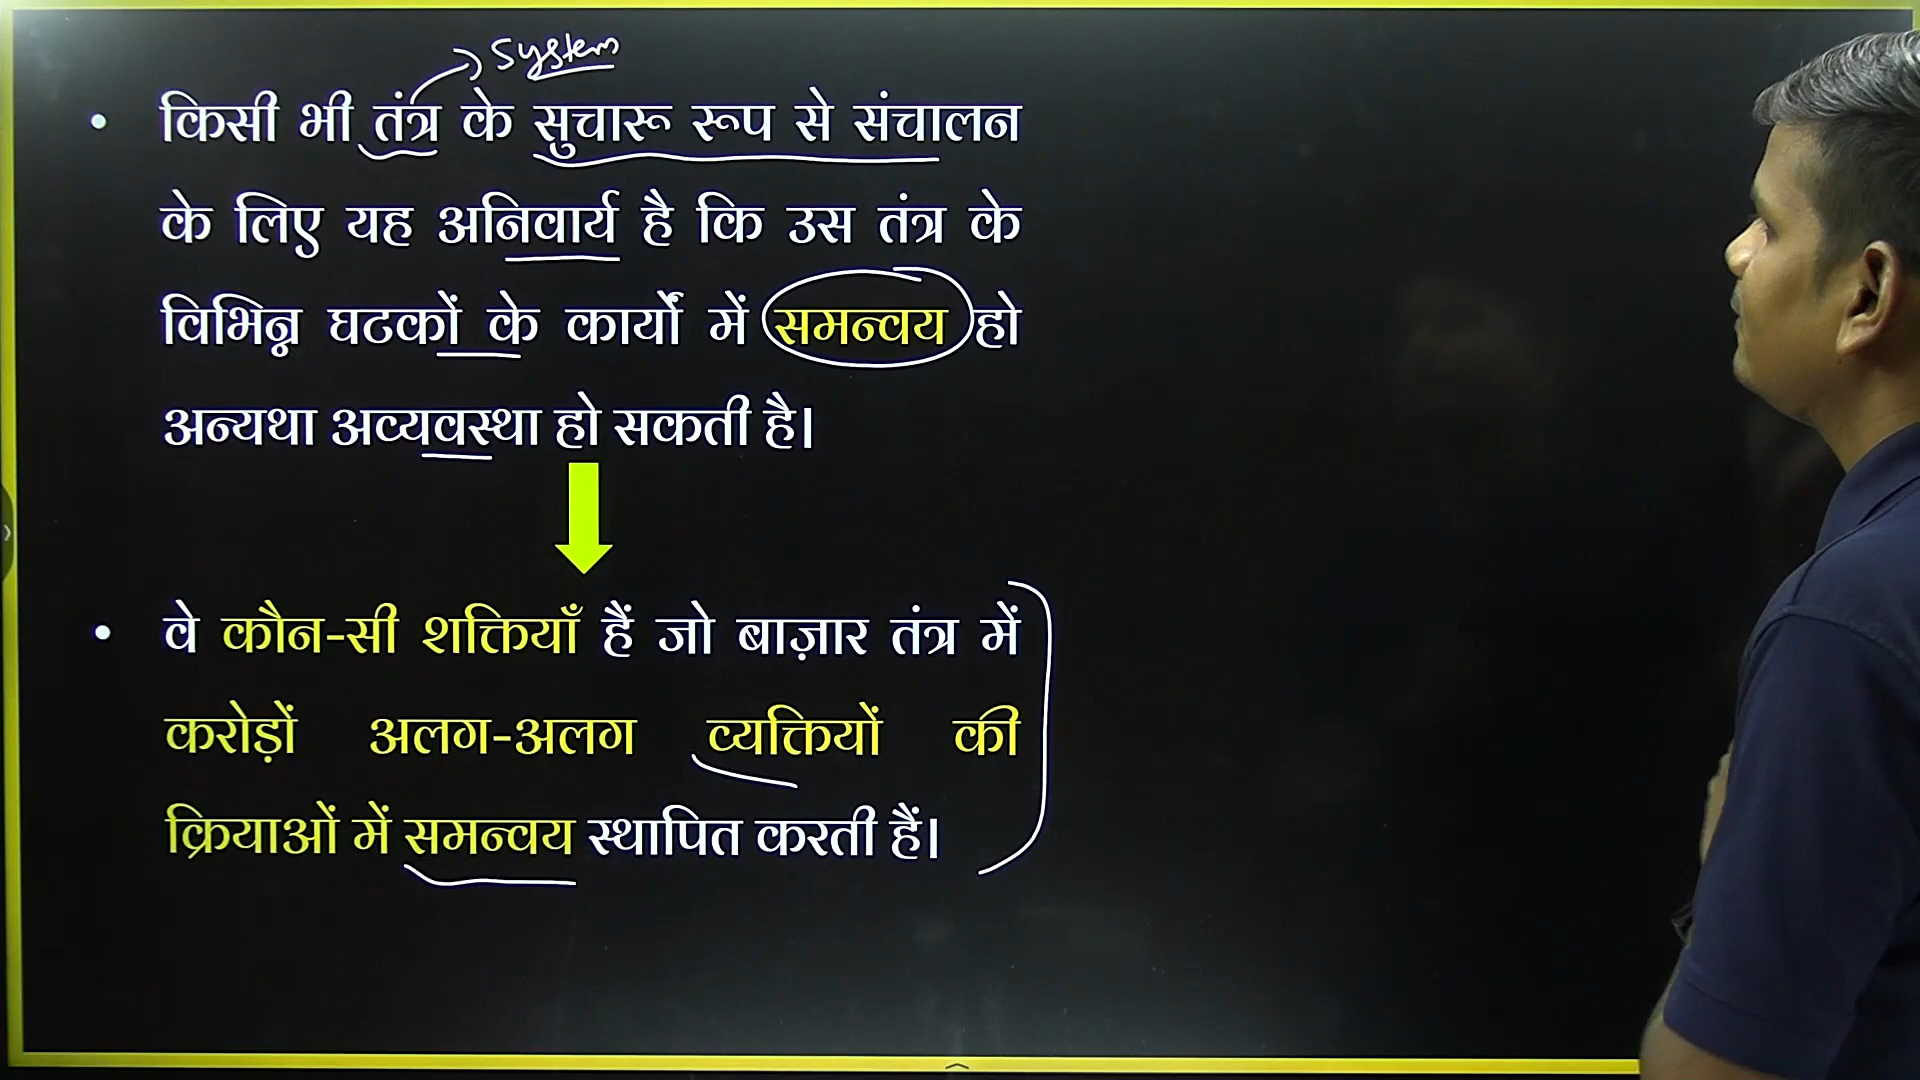 System
• किसी भी तंत्र के सुचारू रूप से संचालन
के लिए यह अनिवार्य है कि उस तंत्र के
विभिन्न घटकों के कार्यों में समन्वय हो
अन्यथा अव्यवस्था हो सकती है।
• वे कौन-सी शक्तियाँ हैं जो बाज़ार तंत्र में
करोड़ों अलग-अलग व्यक्तियों की
क्रियाओं में समन्वय स्थापित करती हैं।